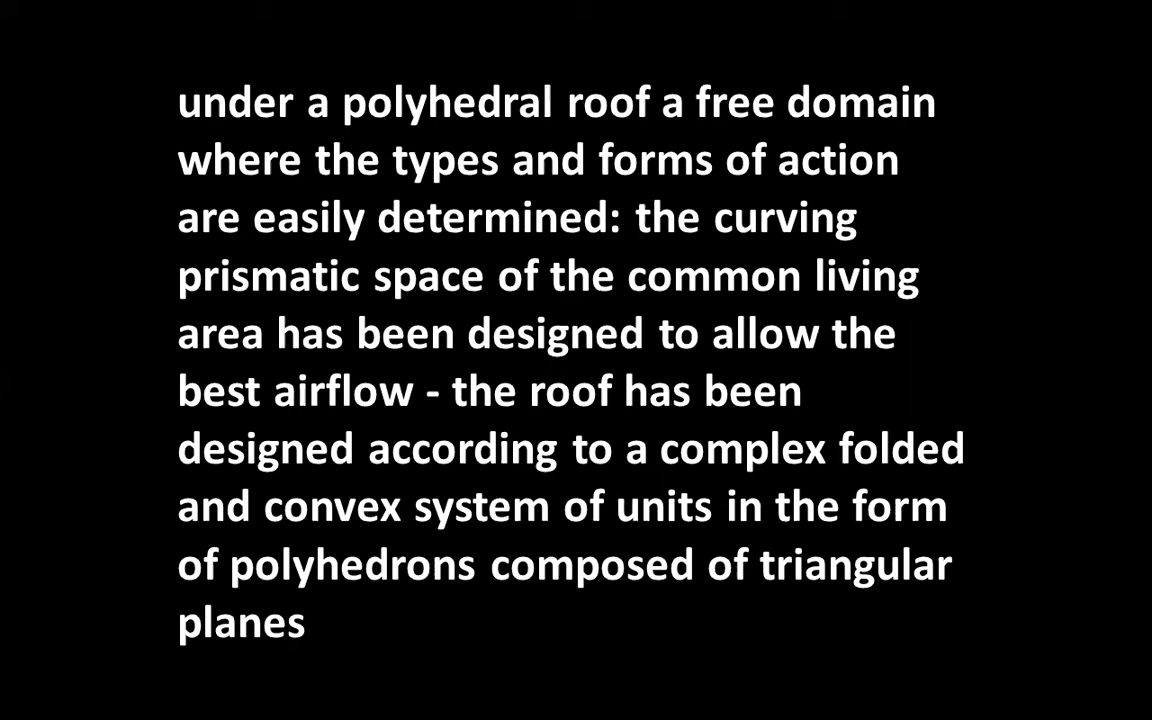 under a polyhedral roof a free domain
where the types and forms of action
are easily determined: the curving
prismatic space of the common living
area has been designed to allow the
best airflow - the roof has been
designed according to a complex folded
and convex system of units in the form
of polyhedrons composed of triangular
planes